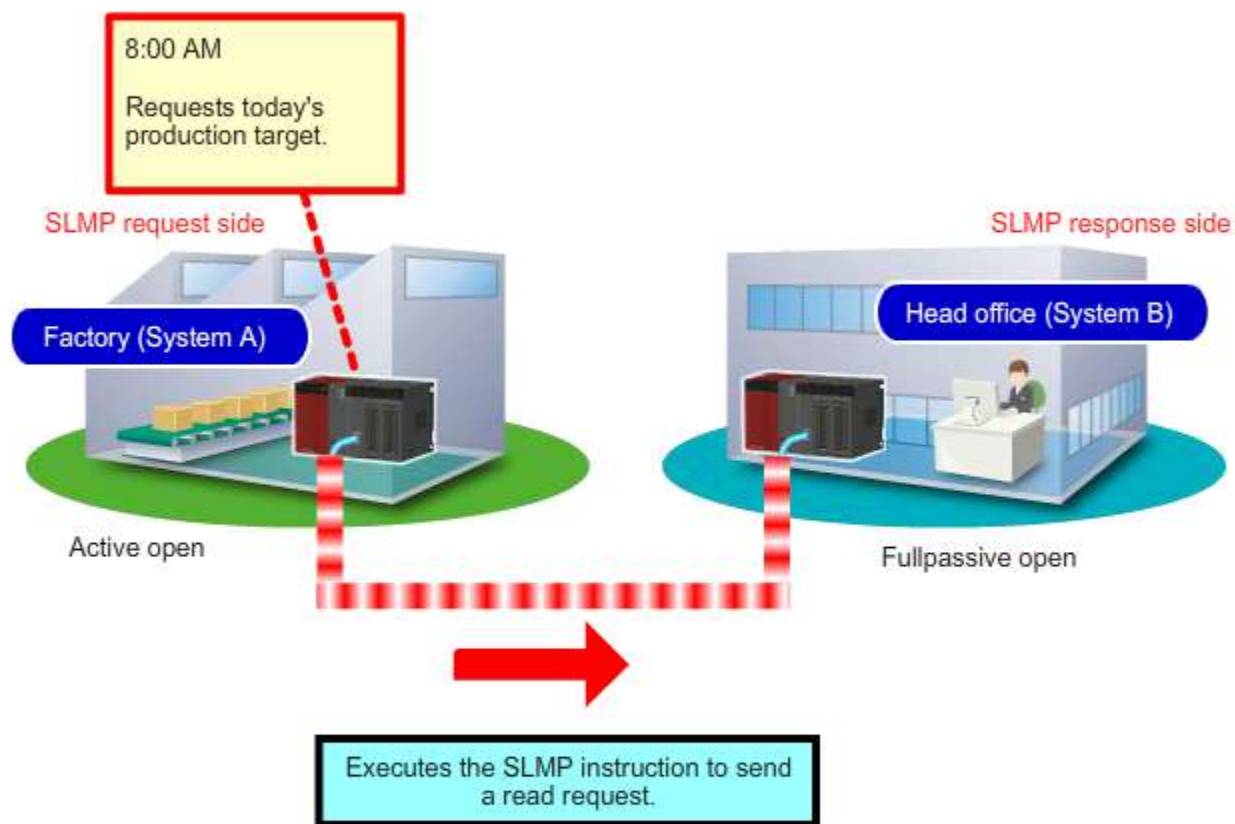 8:00 AM
Requests today's
production target.
SLMP request side
SLMP response side
Factory (System A)
Head office (System B)
Active open
Fullpassive open
Executes the SLMP instruction to send
a read request.